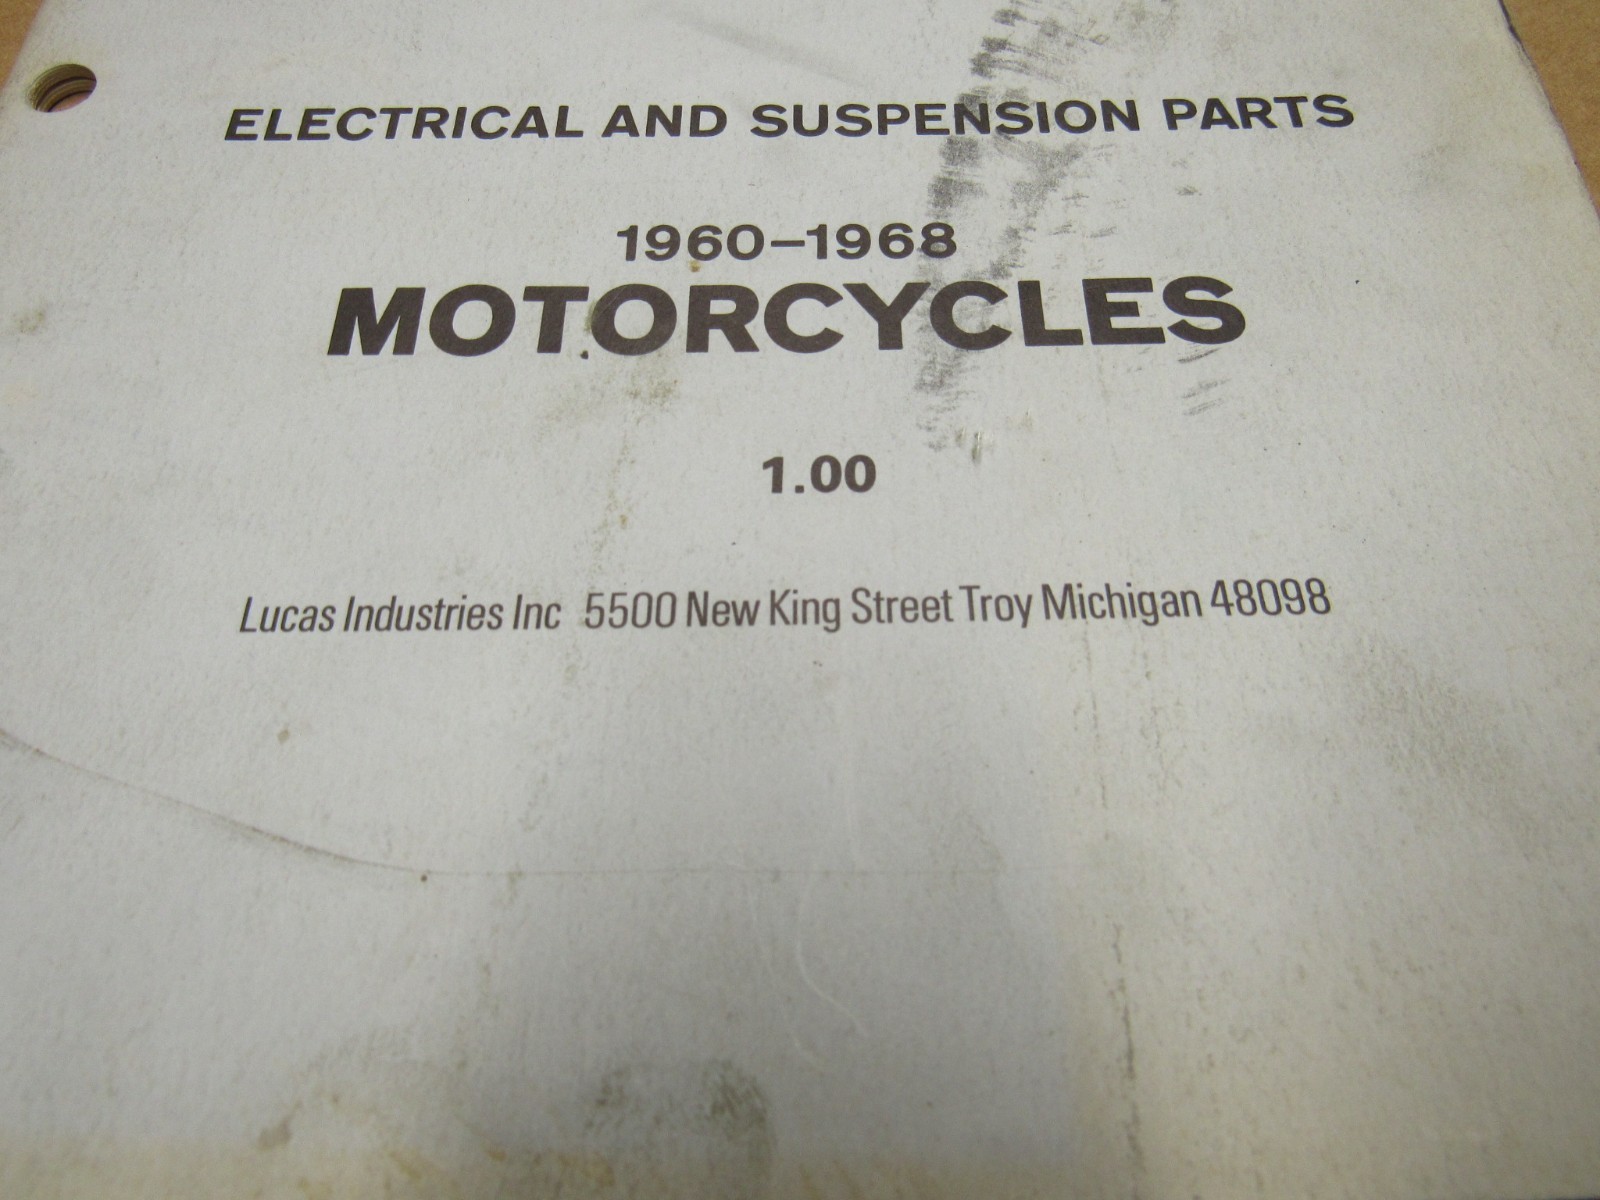 ELECTRICAL AND SUSPENSION PARTS
1960–1968
MOTORCYCLES
1.00
Lucas Industries Inc 5500 New King Street Troy Michigan 48098